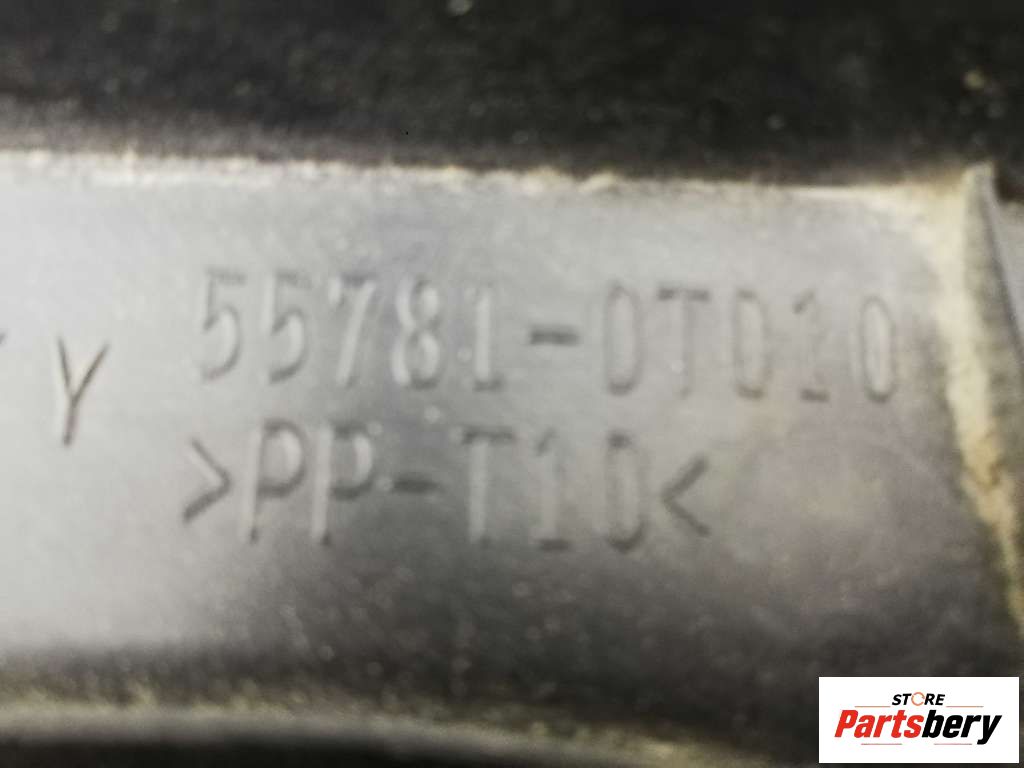 Y 55781-0T010
>PP-T10<
STORE
Partsbery